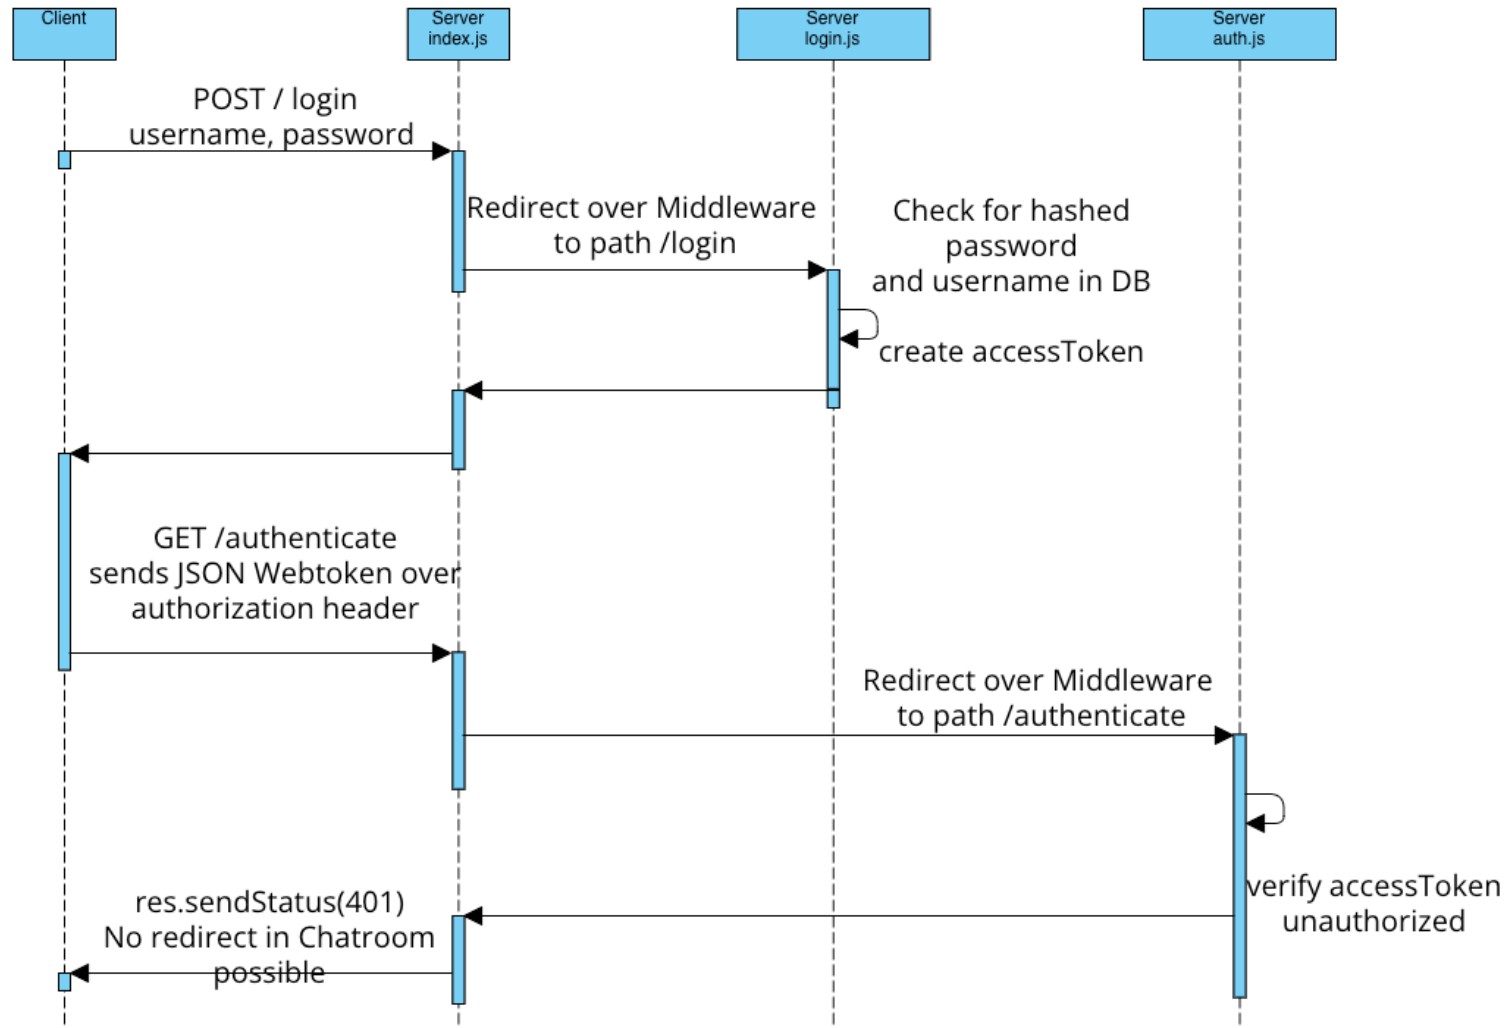 Client
Server
index.js
Server
login.js
Server
auth.js
POST / login
username, password
Redirect over Middleware
to path /login
Check for hashed
password
and username in DB
create accessToken
GET /authenticate
sends JSON Webtoken over
authorization header
Redirect over Middleware
to path /authenticate
verify accessToken
unauthorized
res.sendStatus(401)
No redirect in Chatroom
possible